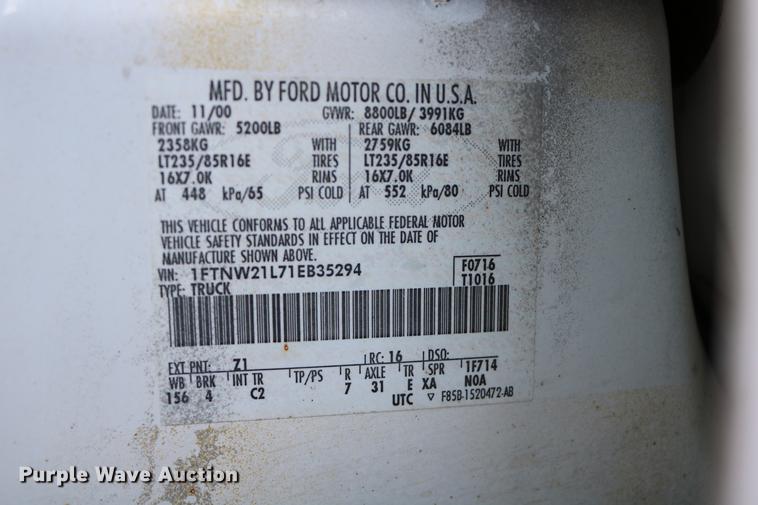 MFD. BY FORD MOTOR CO. IN U.S.A.
DATE: 11/00 GVWR: 8800LB/ 3991KG
FRONT GAWR: 5200LB REAR GAWR: 6084LB
2358KG WITH 2759KG WITH
LT235/85R16E TIRES LT235/85R16E TIRES
16X7.0K RIMS 16X7.0K RIMS
AT 448 kPa/65 PSI COLD AT 552 kPa/80 PSI COLD
THIS VEHICLE CONFORMS TO ALL APPLICABLE FEDERAL MOTOR
VEHICLE SAFETY STANDARDS IN EFFECT ON THE DATE OF
MANUFACTURE SHOWN ABOVE.
VIN: 1FTNW21L71EB35294 F0716
TYPE: TRUCK T1016
EXT PNT: Z1 RC: 16 DSO:
WB BRK INT TR TP/PS R AXLE TR SPR 1F714
156 4 C2 7 31 E XA NOA
UTC ▽ F85B-1520472-AB
Purple Wave Auction